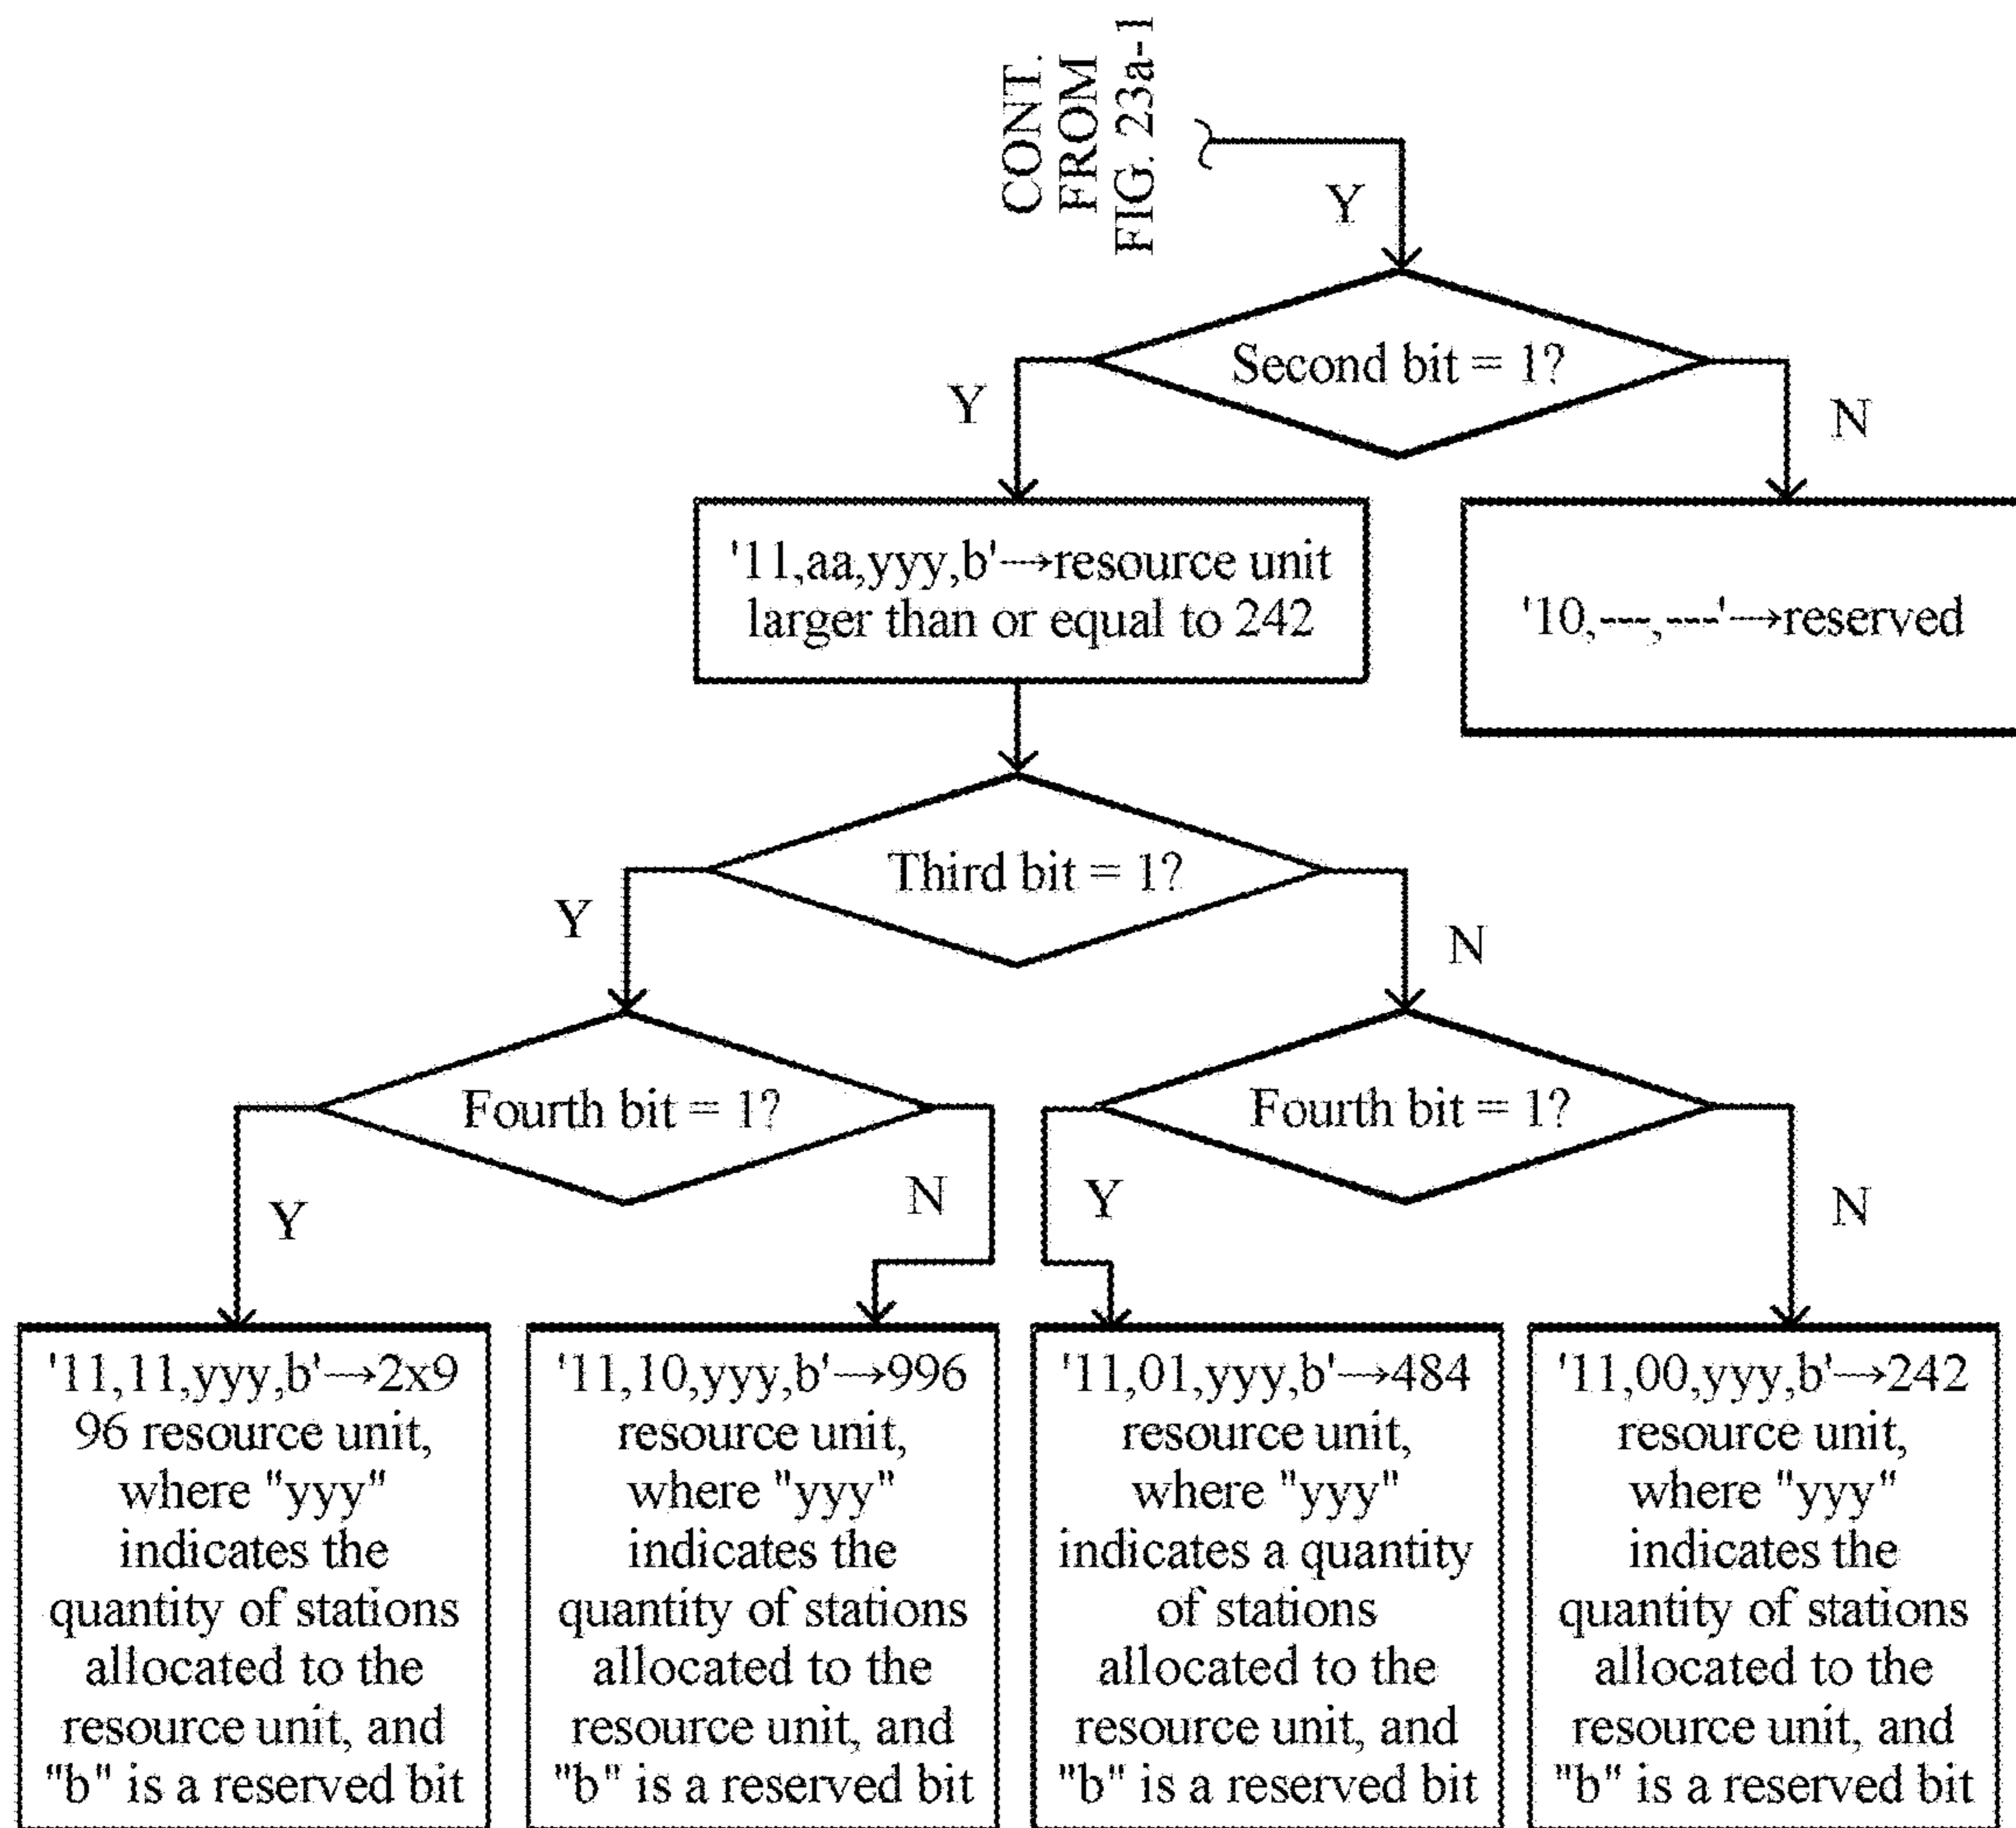 CONT.
FROM
FIG. 23a-1
Y
Second bit = 1?
Y
N
'11,aa,yyy,b'→resource unit
larger than or equal to 242
'10,---,---'→reserved
Third bit = 1?
Y
N
Fourth bit = 1?
Fourth bit = 1?
Y
N
Y
N
'11,11,yyy,b'→2x9
96 resource unit,
where "yyy"
indicates the
quantity of stations
allocated to the
resource unit, and
"b" is a reserved bit
'11,10,yyy,b'→996
resource unit,
where "yyy"
indicates the
quantity of stations
allocated to the
resource unit, and
"b" is a reserved bit
'11,01,yyy,b'→484
resource unit,
where "yyy"
indicates a quantity
of stations
allocated to the
resource unit, and
"b" is a reserved bit
'11,00,yyy,b'→242
resource unit,
where "yyy"
indicates the
quantity of stations
allocated to the
resource unit, and
"b" is a reserved bit